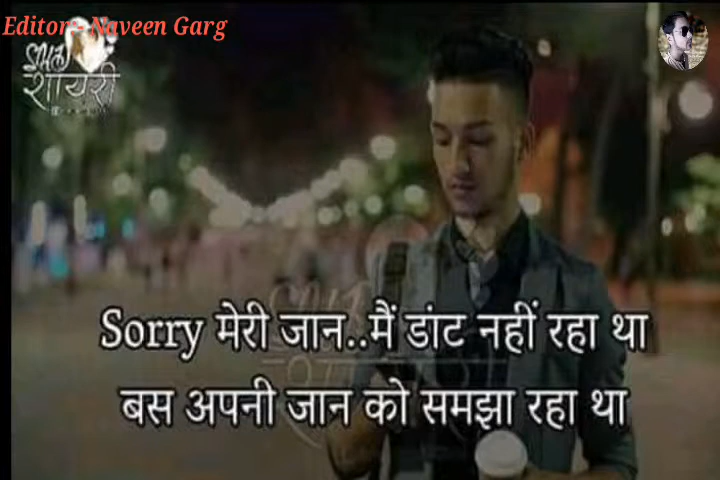 Editor:- Naveen Garg
शायरी
Sorry मेरी जान..मैं डांट नहीं रहा था
बस अपनी जान को समझा रहा था